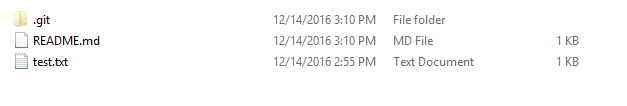 .git 12/14/2016 3:10 PM File folder
README.md 12/14/2016 3:10 PM MD File 1 KB
test.txt 12/14/2016 2:55 PM Text Document 1 KB